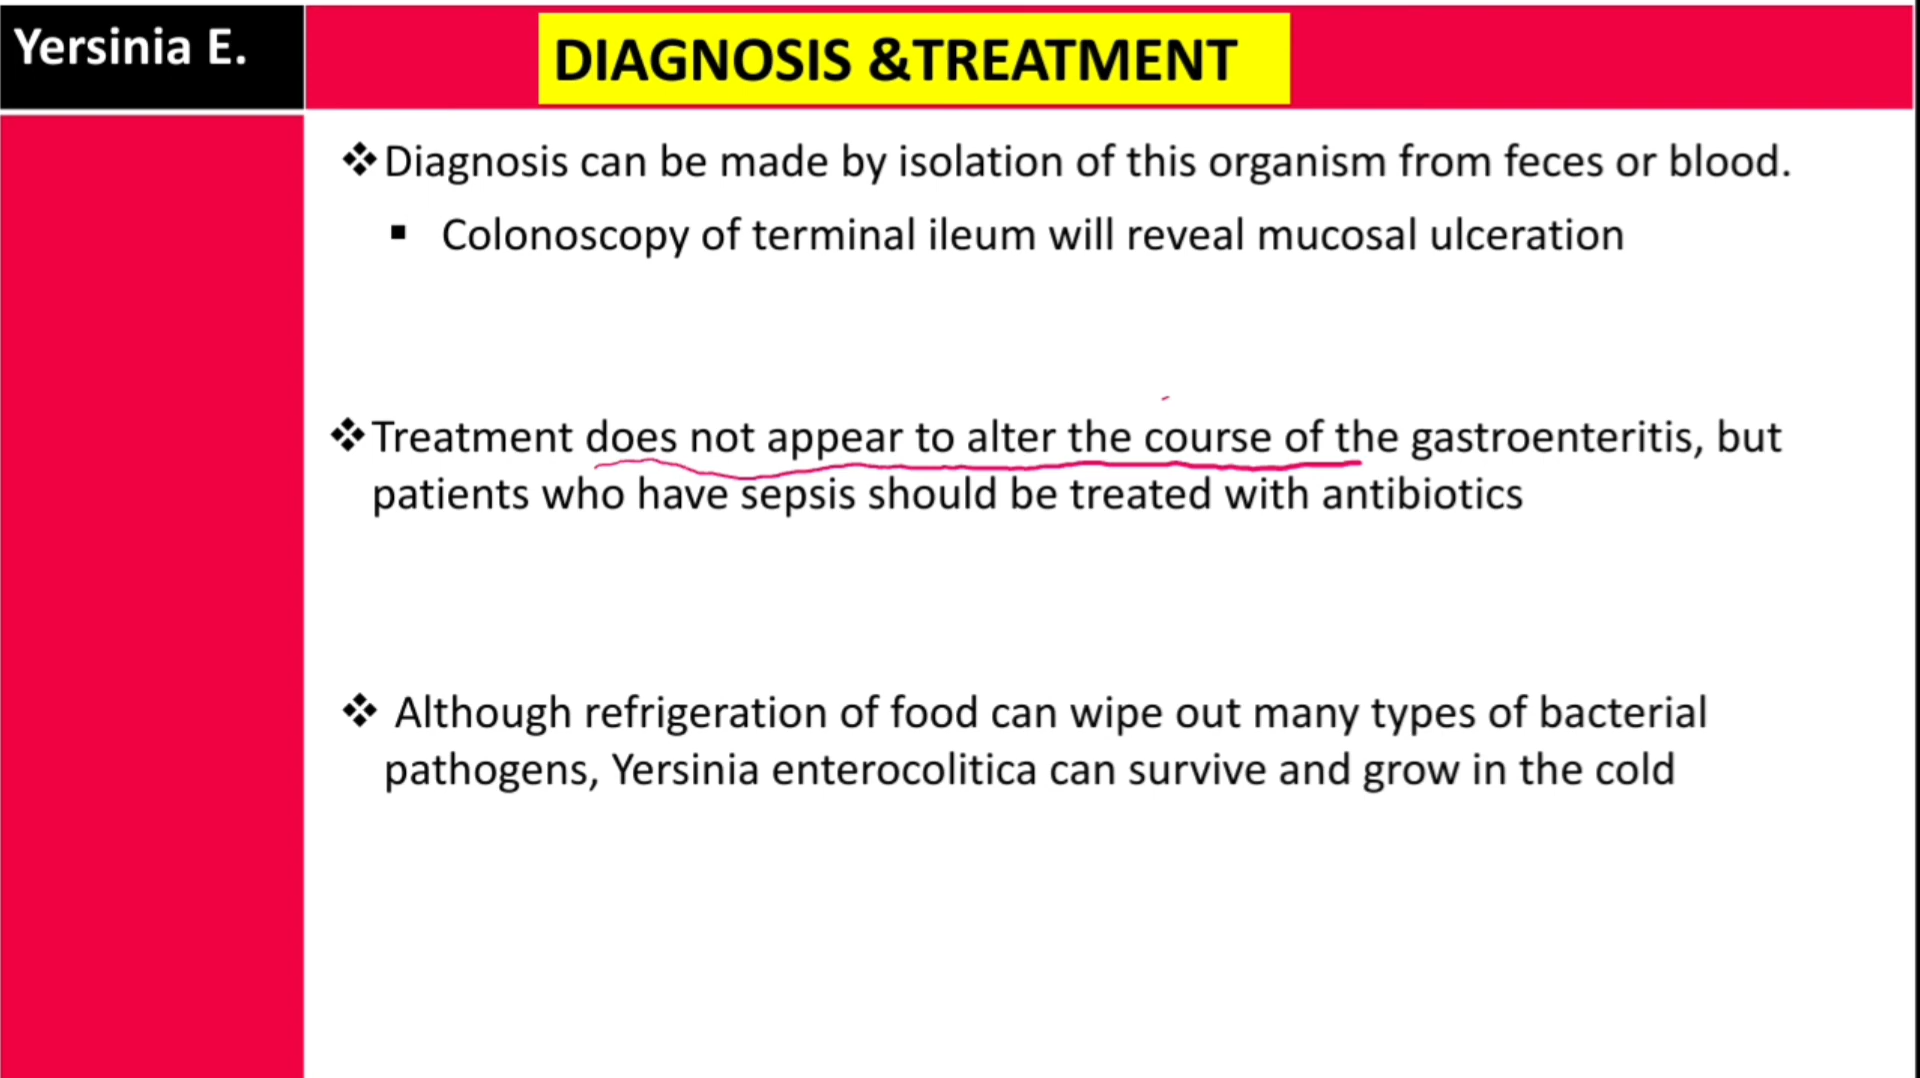 Yersinia E.
DIAGNOSIS &TREATMENT
❖Diagnosis can be made by isolation of this organism from feces or blood.
▪ Colonoscopy of terminal ileum will reveal mucosal ulceration
❖Treatment does not appear to alter the course of the gastroenteritis, but
patients who have sepsis should be treated with antibiotics
❖ Although refrigeration of food can wipe out many types of bacterial
pathogens, Yersinia enterocolitica can survive and grow in the cold